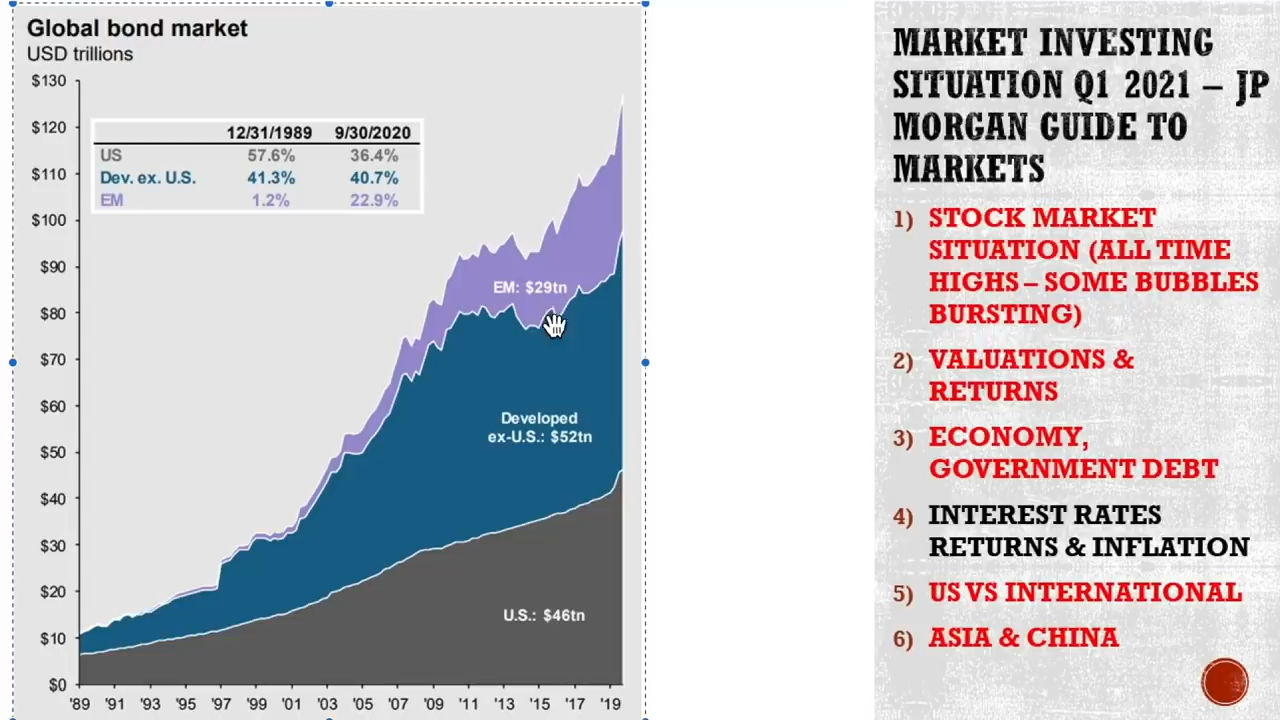 Global bond market
USD trillions
$130
$120
$110
$100
$90
$80
$70
$60
$50
$40
$30
$20
$10
$0
12/31/1989 9/30/2020
US 57.6% 36.4%
Dev. ex. U.S. 41.3% 40.7%
EM 1.2% 22.9%
EM: $29tn
Developed
ex-U.S.: $52tn
U.S.: $46tn
'89 '91 '93 '95 '97 '99 '01 '03 '05 '07 '09 '11 '13 '15 '17 '19
MARKET INVESTING
SITUATION Q1 2021 – JP
MORGAN GUIDE TO
MARKETS
1) STOCK MARKET
SITUATION (ALL TIME
HIGHS – SOME BUBBLES
BURSTING)
2) VALUATIONS &
RETURNS
3) ECONOMY,
GOVERNMENT DEBT
4) INTEREST RATES
RETURNS & INFLATION
5) US VS INTERNATIONAL
6) ASIA & CHINA